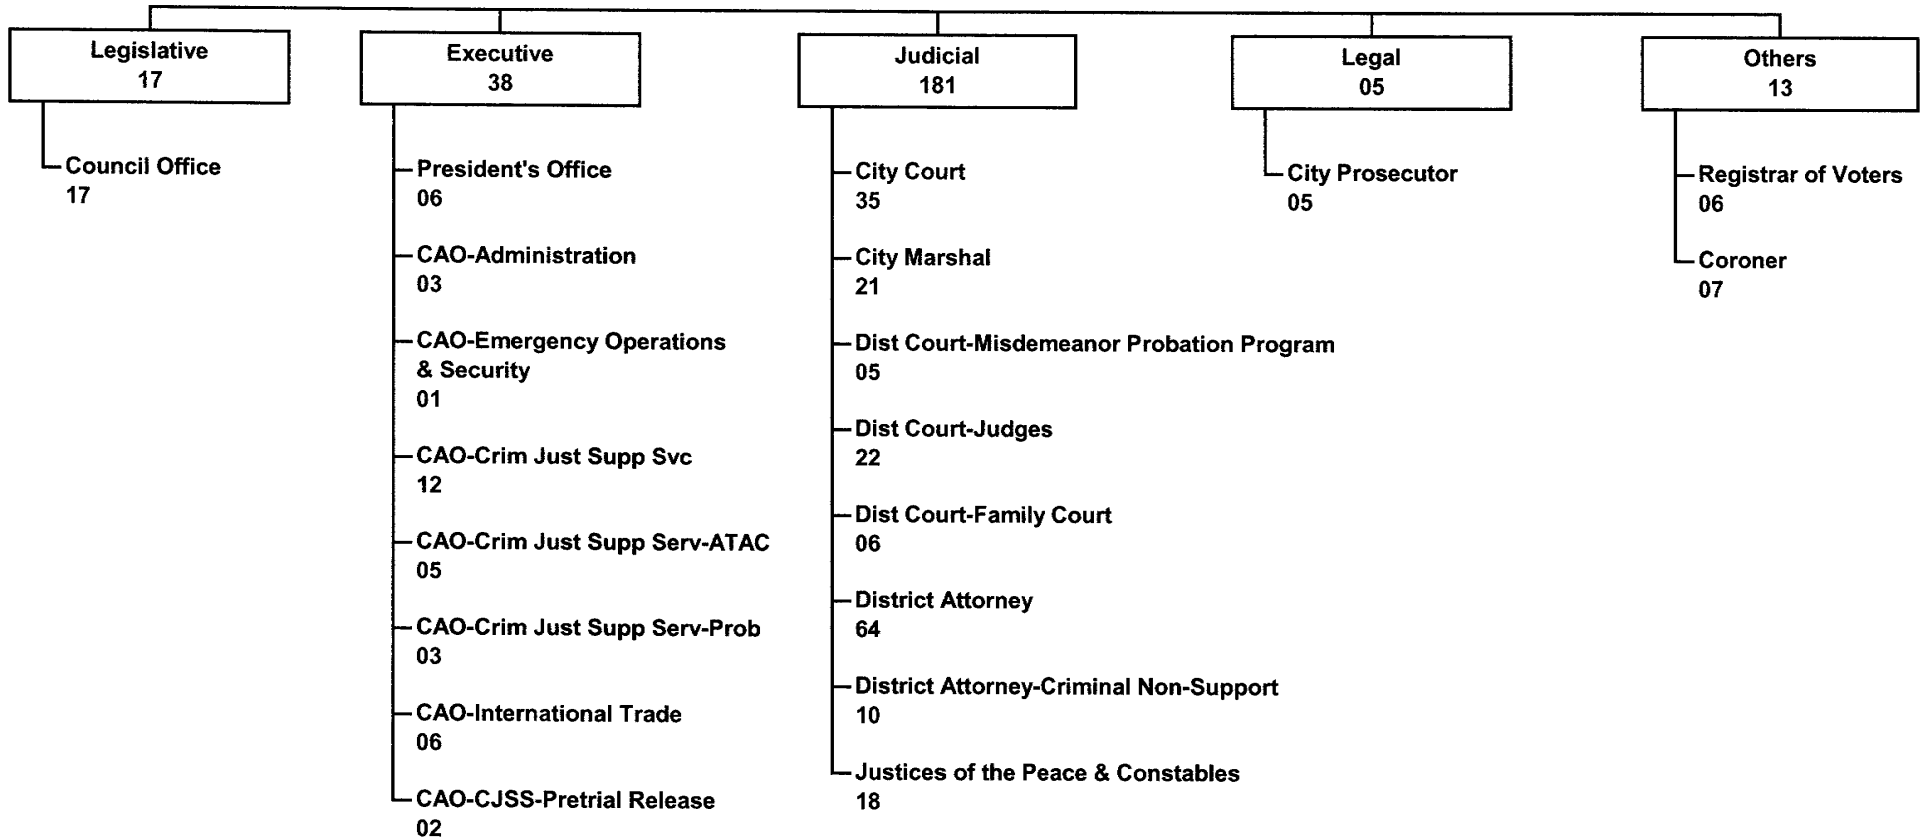 Legislative
17
Council Office
17
Executive
38
President's Office
06
CAO-Administration
03
CAO-Emergency Operations
& Security
01
CAO-Crim Just Supp Svc
12
CAO-Crim Just Supp Serv-ATAC
05
CAO-Crim Just Supp Serv-Prob
03
CAO-International Trade
06
CAO-CJSS-Pretrial Release
02
Judicial
181
City Court
35
City Marshal
21
Dist Court-Misdemeanor Probation Program
05
Dist Court-Judges
22
Dist Court-Family Court
06
District Attorney
64
District Attorney-Criminal Non-Support
10
Justices of the Peace & Constables
18
Legal
05
City Prosecutor
05
Others
13
Registrar of Voters
06
Coroner
07